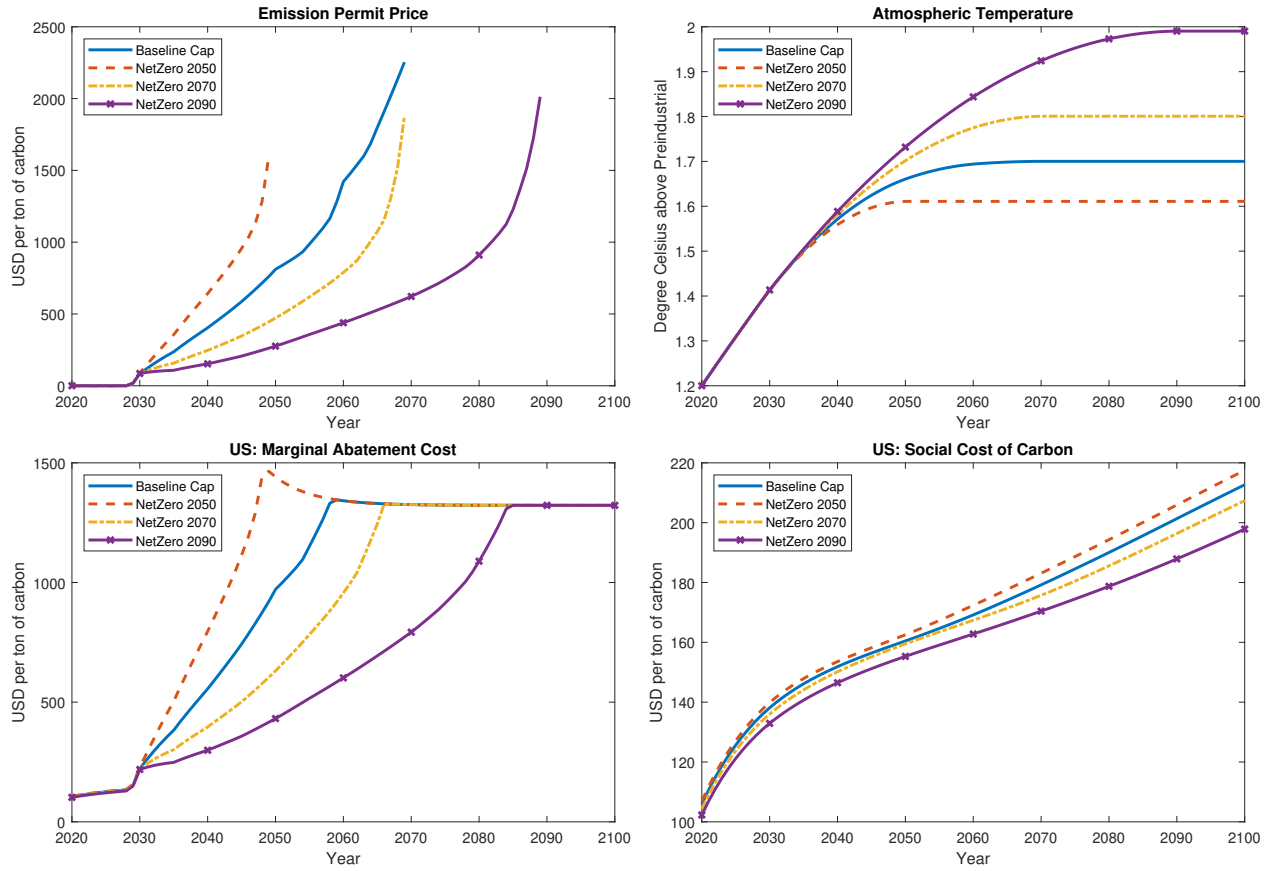 Emission Permit Price
2500
2000
1500
1000
500
0
USD per ton of carbon
Baseline Cap
NetZero 2050
NetZero 2070
NetZero 2090
2020 2030 2040 2050 2060 2070 2080 2090 2100
Year
Atmospheric Temperature
2
1.9
1.8
1.7
1.6
1.5
1.4
1.3
1.2
Degree Celsius above Preindustrial
Baseline Cap
NetZero 2050
NetZero 2070
NetZero 2090
2020 2030 2040 2050 2060 2070 2080 2090 2100
Year
US: Marginal Abatement Cost
1500
1000
500
0
USD per ton of carbon
Baseline Cap
NetZero 2050
NetZero 2070
NetZero 2090
2020 2030 2040 2050 2060 2070 2080 2090 2100
Year
US: Social Cost of Carbon
220
200
180
160
140
120
100
USD per ton of carbon
Baseline Cap
NetZero 2050
NetZero 2070
NetZero 2090
2020 2030 2040 2050 2060 2070 2080 2090 2100
Year